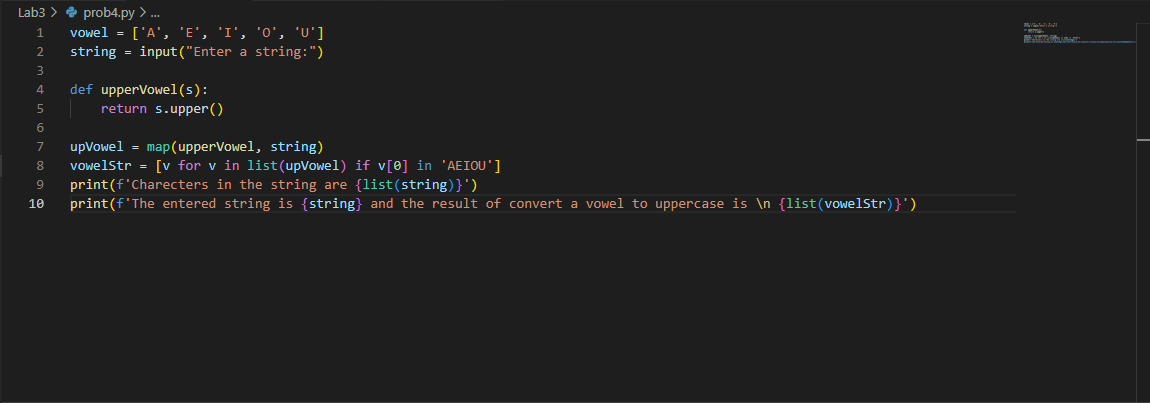 Lab3 > prob4.py > ...
1 vowel = ['A', 'E', 'I', 'O', 'U']
2 string = input("Enter a string:")
3
4 def upperVowel(s):
5     return s.upper()
6
7 upVowel = map(upperVowel, string)
8 vowelStr = [v for v in list(upVowel) if v[0] in 'AEIOU']
9 print(f'Charecters in the string are {list(string)}')
10 print(f'The entered string is {string} and the result of convert a vowel to uppercase is \n {list(vowelStr)}')